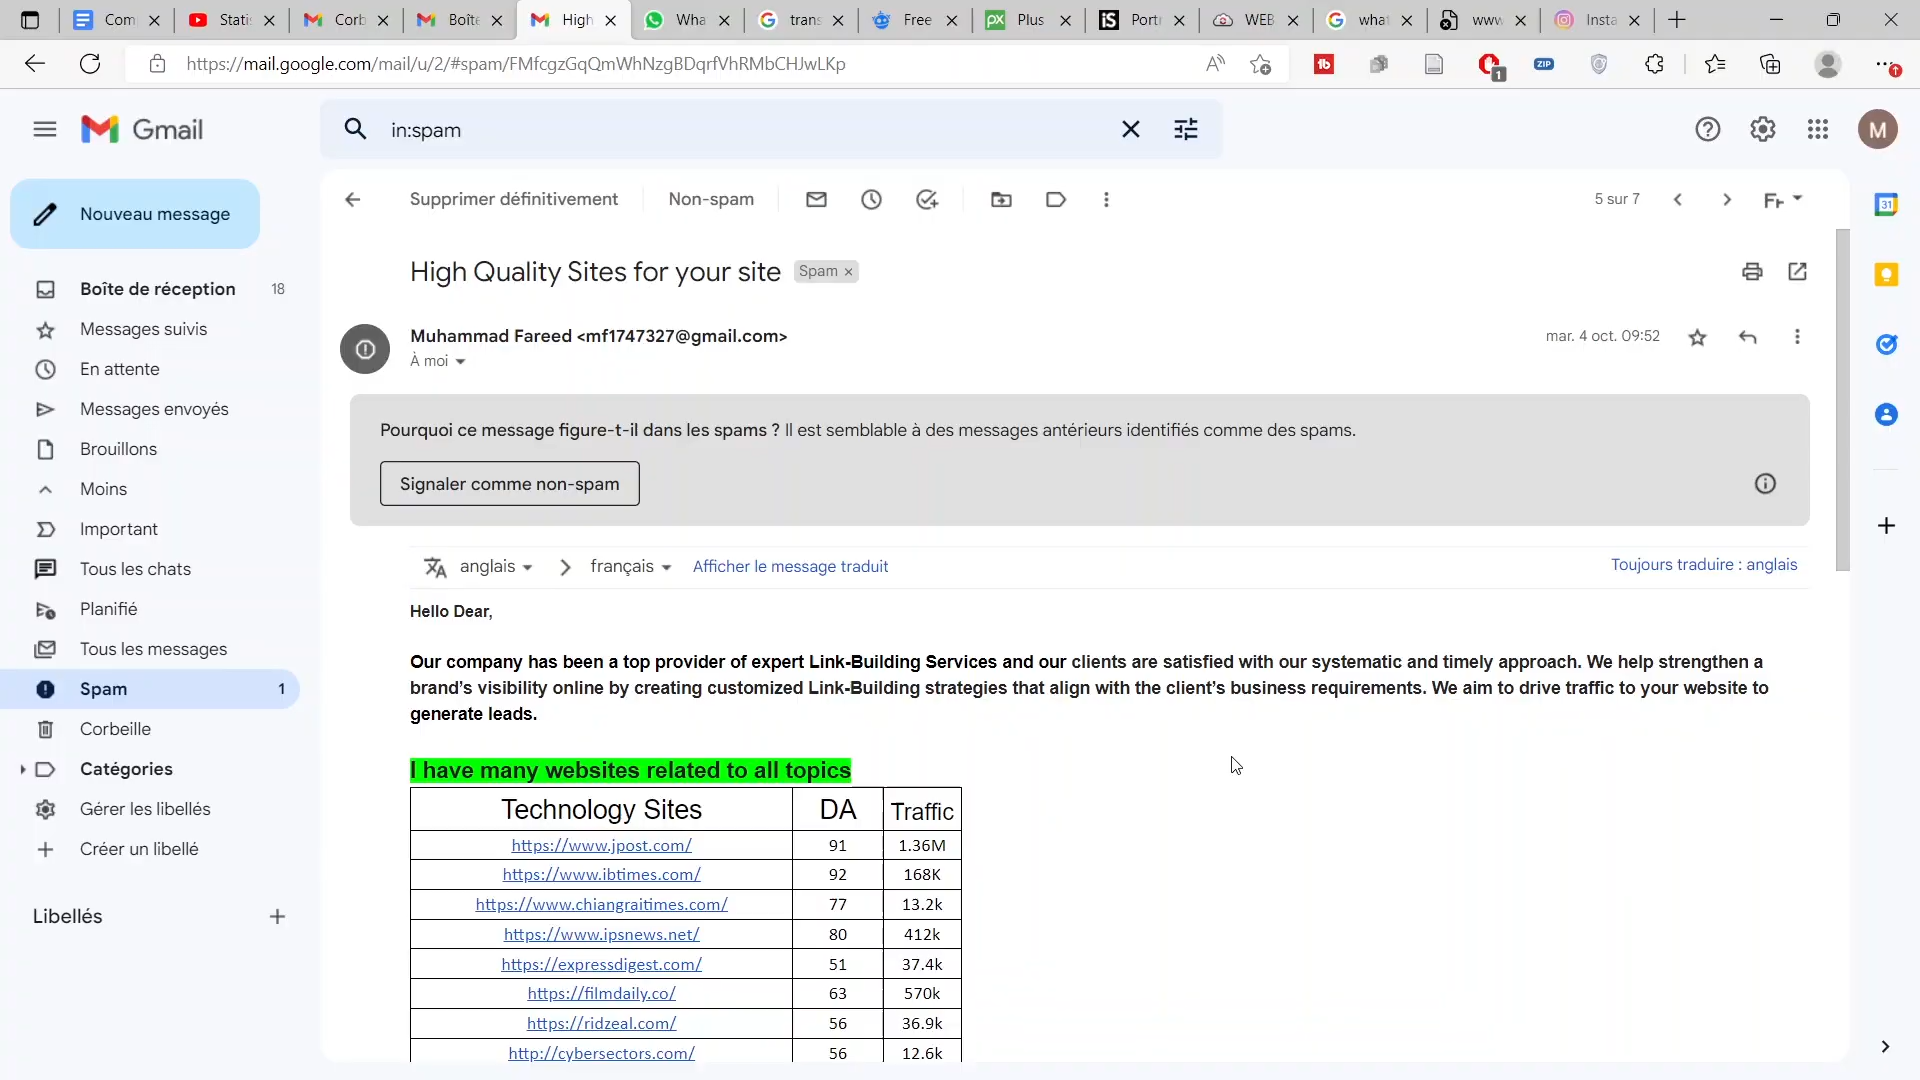 Com
Statis
Corb
Boîte
High
Wha
trans
Free
Plus
Portr
WEB
what
www
Insta
https://mail.google.com/mail/u/2/#spam/FMfcgzGqQmWhNzgBDqrfVhRMbCHJwLKp
1
ZIP
Gmail
in:spam
M
Nouveau message
Supprimer définitivement
Non-spam
5 sur 7
Fr
31
High Quality Sites for your site
Spam ×
Boîte de réception 18
Messages suivis
En attente
Messages envoyés
Brouillons
Moins
Important
Tous les chats
Planifié
Tous les messages
Spam 1
Corbeille
Catégories
Gérer les libellés
Créer un libellé
Libellés
Muhammad Fareed <mf1747327@gmail.com>
mar. 4 oct. 09:52
À moi
Pourquoi ce message figure-t-il dans les spams ? Il est semblable à des messages antérieurs identifiés comme des spams.
Signaler comme non-spam
anglais > français Afficher le message traduit
Toujours traduire : anglais
Hello Dear,
Our company has been a top provider of expert Link-Building Services and our clients are satisfied with our systematic and timely approach. We help strengthen a
brand’s visibility online by creating customized Link-Building strategies that align with the client’s business requirements. We aim to drive traffic to your website to
generate leads.
I have many websites related to all topics
Technology Sites DA Traffic
https://www.jpost.com/ 91 1.36M
https://www.ibtimes.com/ 92 168K
https://www.chiangraitimes.com/ 77 13.2k
https://www.ipsnews.net/ 80 412k
https://expressdigest.com/ 51 37.4k
https://filmdaily.co/ 63 570k
https://ridzeal.com/ 56 36.9k
http://cybersectors.com/ 56 12.6k